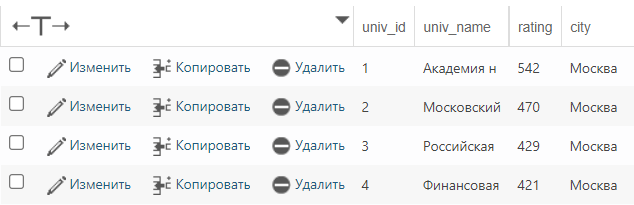 ←T→ univ_id univ_name rating city
Изменить Копировать Удалить 1 Академия н 542 Москва
Изменить Копировать Удалить 2 Московский 470 Москва
Изменить Копировать Удалить 3 Российская 429 Москва
Изменить Копировать Удалить 4 Финансовая 421 Москва